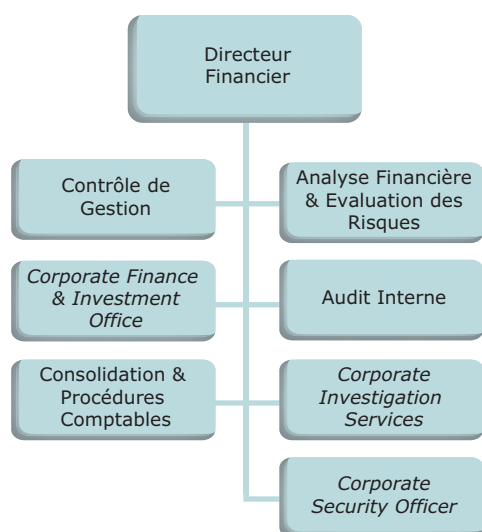 Directeur
Financier
Contrôle de
Gestion
Analyse Financière
& Evaluation des
Risques
Corporate Finance
& Investment
Office
Audit Interne
Consolidation &
Procédures
Comptables
Corporate
Investigation
Services
Corporate
Security Officer